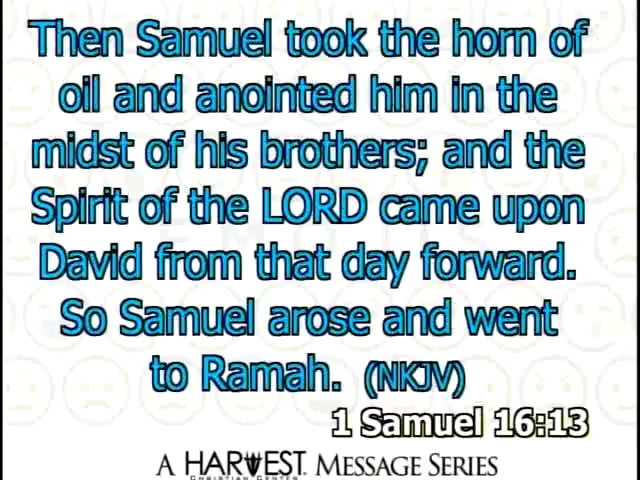 Then Samuel took the horn of
oil and anointed him in the
midst of his brothers; and the
Spirit of the LORD came upon
David from that day forward.
So Samuel arose and went
to Ramah. (NKJV)
1 Samuel 16:13
A HARVEST MESSAGE SERIES
CHRISTIAN CENTER